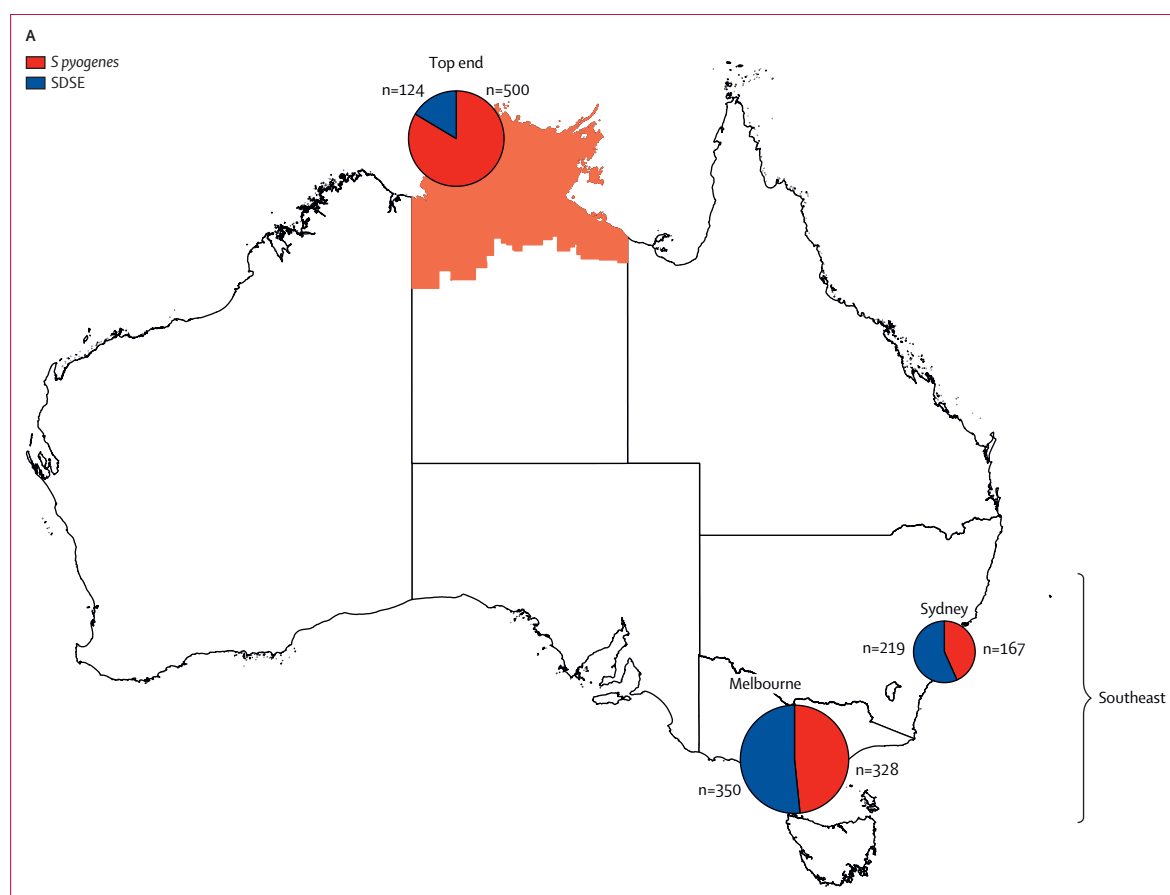 A
S pyogenes
SDSE
Top end
n=124
n=500
Sydney
n=219
n=167
Melbourne
Southeast
n=328
n=350